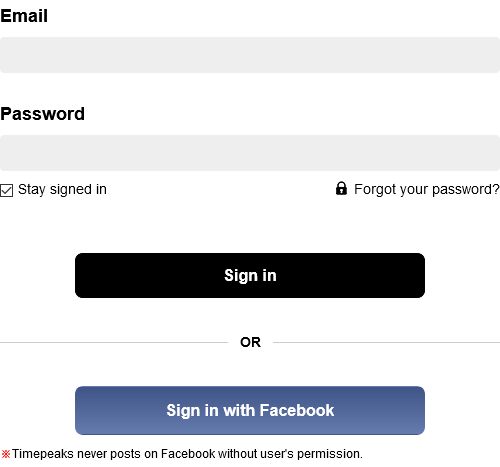 Email
Password
Stay signed in Forgot your password?
Sign in
OR
Sign in with Facebook
※Timepeaks never posts on Facebook without user's permission.